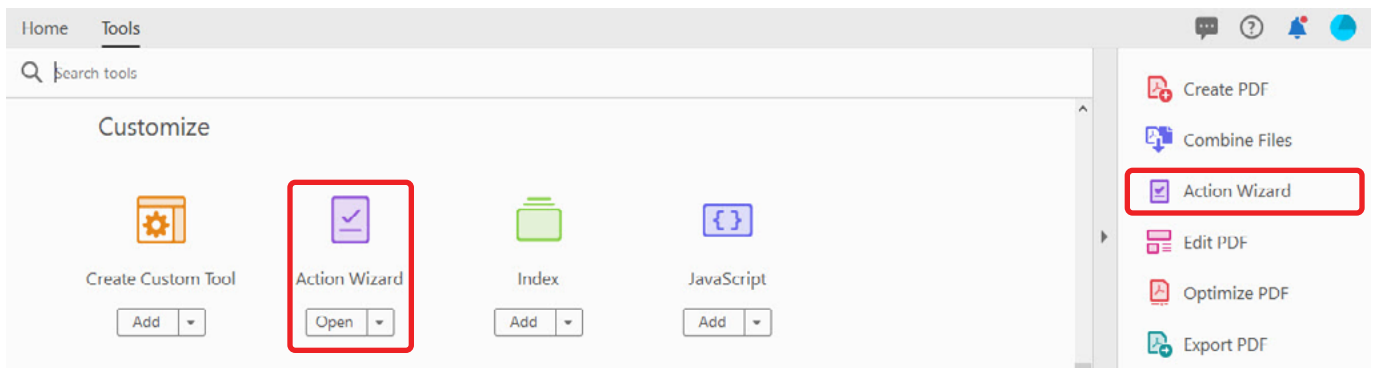 Home Tools
Search tools
Customize
Create Custom Tool Action Wizard Index JavaScript
Add Open Add Add
Create PDF
Combine Files
Action Wizard
Edit PDF
Optimize PDF
Export PDF